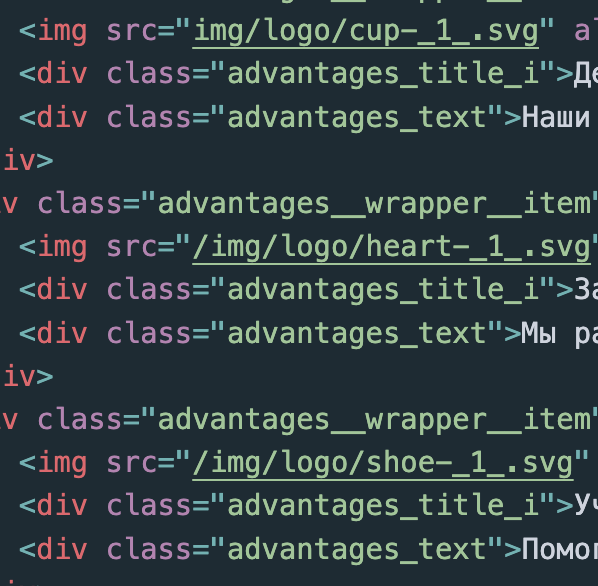 <img src="img/logo/cup-_1_.svg" al
<div class="advantages_title_i">Де
<div class="advantages_text">Наши
iv>
v class="advantages__wrapper__item"
<img src="/img/logo/heart-_1_.svg"
<div class="advantages_title_i">За
<div class="advantages_text">Мы ра
iv>
v class="advantages__wrapper__item"
<img src="/img/logo/shoe-_1_.svg"
<div class="advantages_title_i">Уч
<div class="advantages_text">Помог